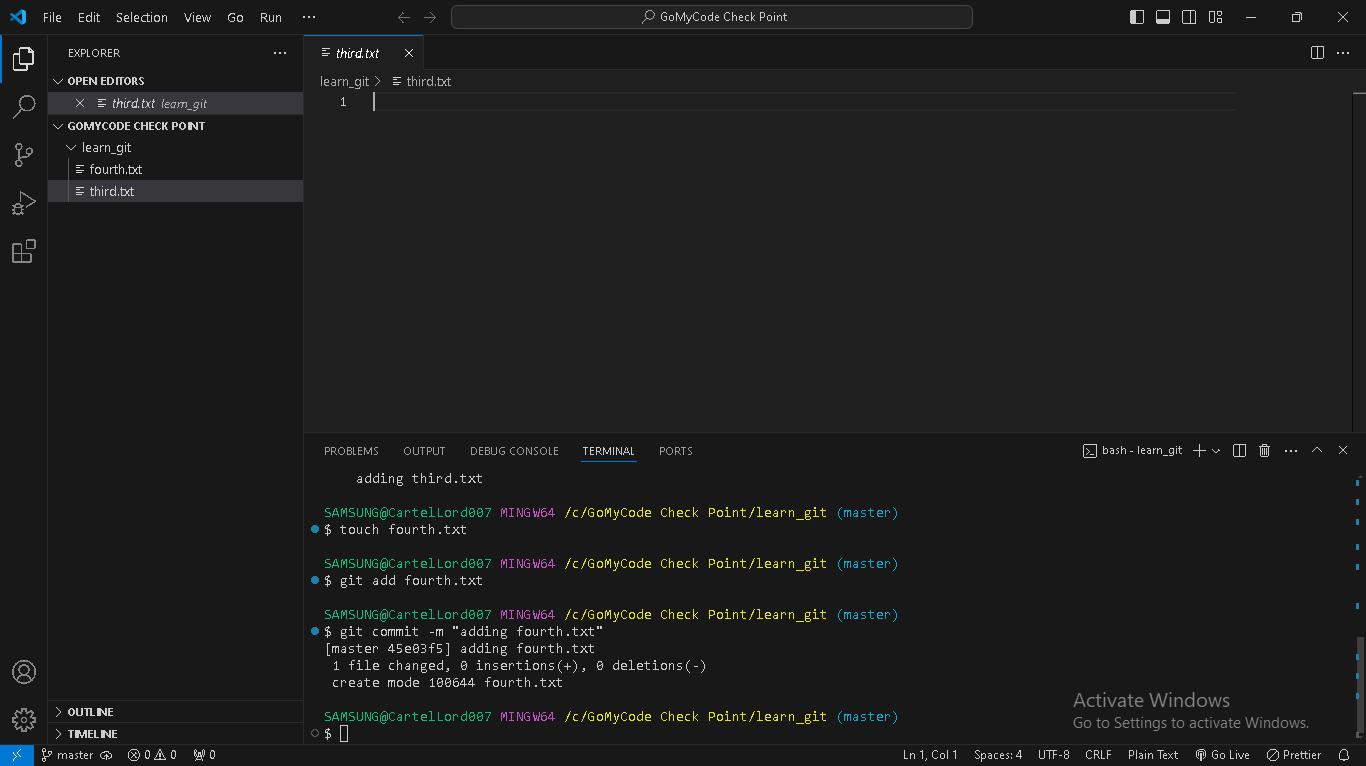 File Edit Selection View Go Run ···
GoMyCode Check Point
EXPLORER
OPEN EDITORS
third.txt learn_git
GOMYCODE CHECK POINT
learn_git
fourth.txt
third.txt
OUTLINE
TIMELINE
third.txt
learn_git > third.txt
1
PROBLEMS OUTPUT DEBUG CONSOLE TERMINAL PORTS
bash - learn_git
adding third.txt
SAMSUNG@CartelLord007 MINGW64 /c/GoMyCode Check Point/learn_git (master)
$ touch fourth.txt
SAMSUNG@CartelLord007 MINGW64 /c/GoMyCode Check Point/learn_git (master)
$ git add fourth.txt
SAMSUNG@CartelLord007 MINGW64 /c/GoMyCode Check Point/learn_git (master)
$ git commit -m "adding fourth.txt"
[master 45e03f5] adding fourth.txt
1 file changed, 0 insertions(+), 0 deletions(-)
create mode 100644 fourth.txt
SAMSUNG@CartelLord007 MINGW64 /c/GoMyCode Check Point/learn_git (master)
$
Activate Windows
Go to Settings to activate Windows.
master 0 0 0
Ln 1, Col 1 Spaces: 4 UTF-8 CRLF Plain Text Go Live Prettier